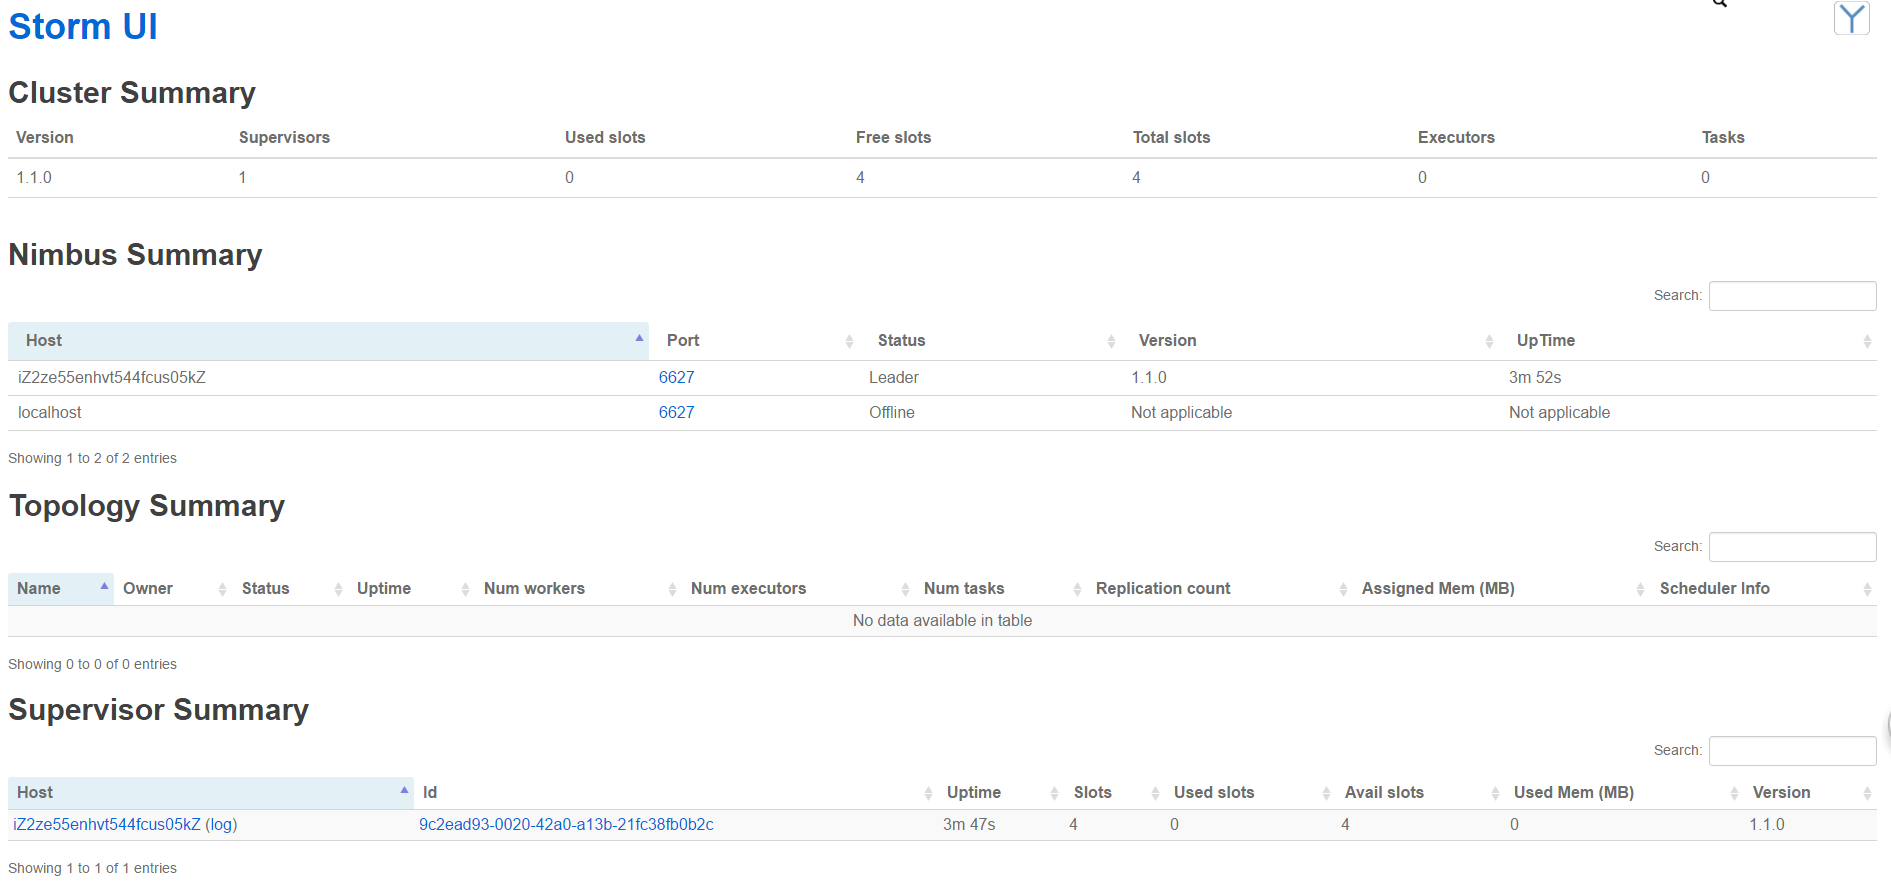 Storm UI
Cluster Summary
Version Supervisors Used slots Free slots Total slots Executors Tasks
1.1.0 1 0 4 4 0 0
Nimbus Summary
Search:
Host Port Status Version UpTime
iZ2ze55enhvt544fcus05kZ 6627 Leader 1.1.0 3m 52s
localhost 6627 Offline Not applicable Not applicable
Showing 1 to 2 of 2 entries
Topology Summary
Search:
Name Owner Status Uptime Num workers Num executors Num tasks Replication count Assigned Mem (MB) Scheduler Info
No data available in table
Showing 0 to 0 of 0 entries
Supervisor Summary
Search:
Host Id Uptime Slots Used slots Avail slots Used Mem (MB) Version
iZ2ze55enhvt544fcus05kZ (log) 9c2ead93-0020-42a0-a13b-21fc38fb0b2c 3m 47s 4 0 4 0 1.1.0
Showing 1 to 1 of 1 entries